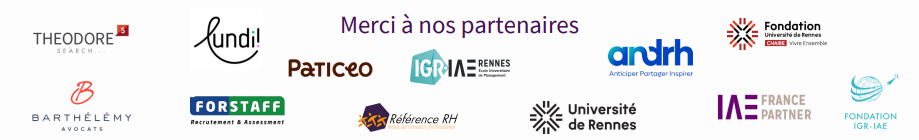 Merci à nos partenaires
THEODORE S
SEARCH...
lundi!
PATICEO
IGR-IAE RENNES
École Universitaire
de Management
andrh
Anticiper Partager Inspirer
Fondation
Université de Rennes
CHAIRE Vivre Ensemble
B
BARTHÉLÉMY
AVOCATS
FORSTAFF
Recrutement & Assessment
Référence RH
Université
de Rennes
IAE FRANCE
PARTNER
FONDATION
IGR-IAE